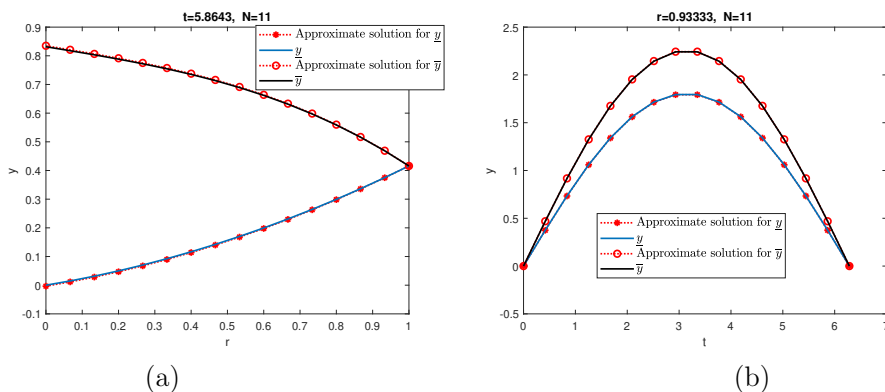 t=5.8643, N=11
Approximate solution for y
y
Approximate solution for y̅
y̅
0.9
0.8
0.7
0.6
0.5
0.4
0.3
0.2
0.1
0
-0.1
y
0 0.1 0.2 0.3 0.4 0.5 0.6 0.7 0.8 0.9 1
r
(a)
r=0.93333, N=11
2.5
2
1.5
1
0.5
0
-0.5
y
Approximate solution for y̲
y̲
Approximate solution for y̅
y̅
0 1 2 3 4 5 6 7
t
(b)